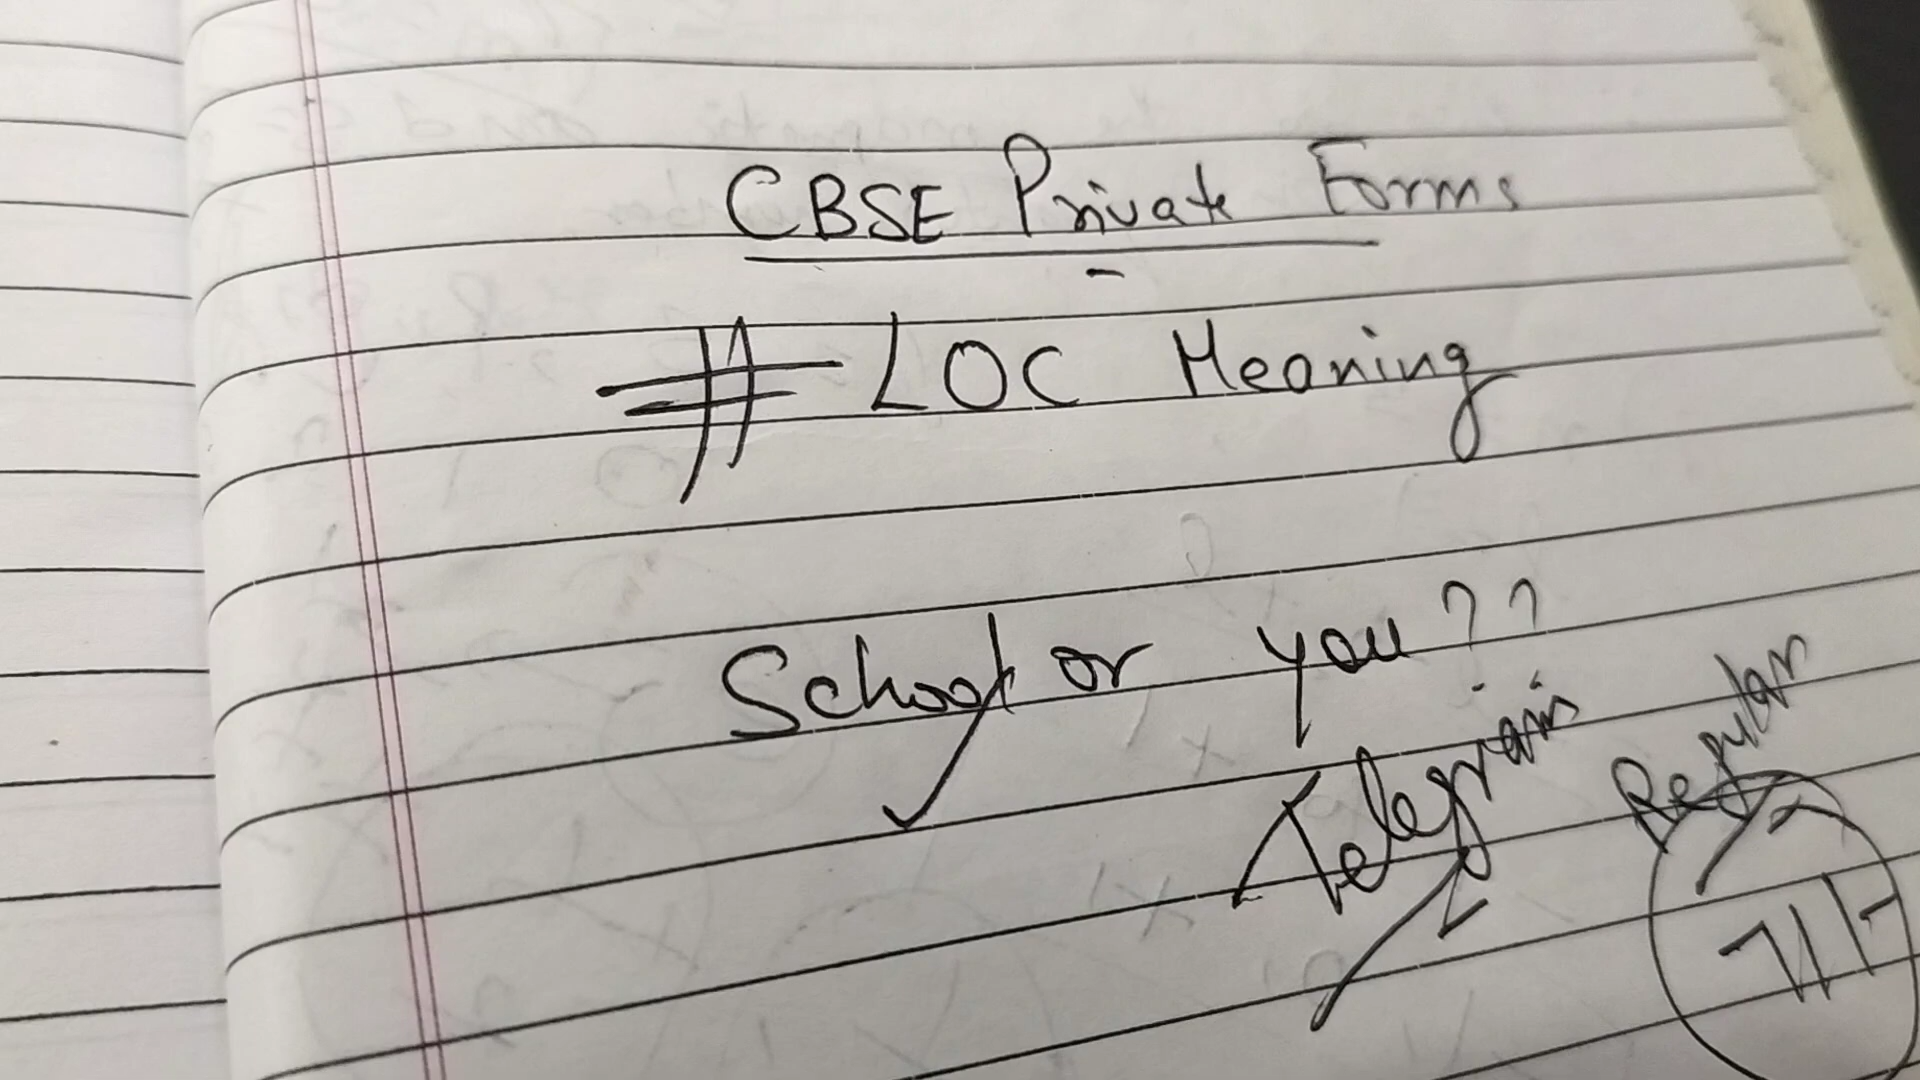 CBSE Private Forms
# LOC Meaning
School or you??
Telegram
Regular